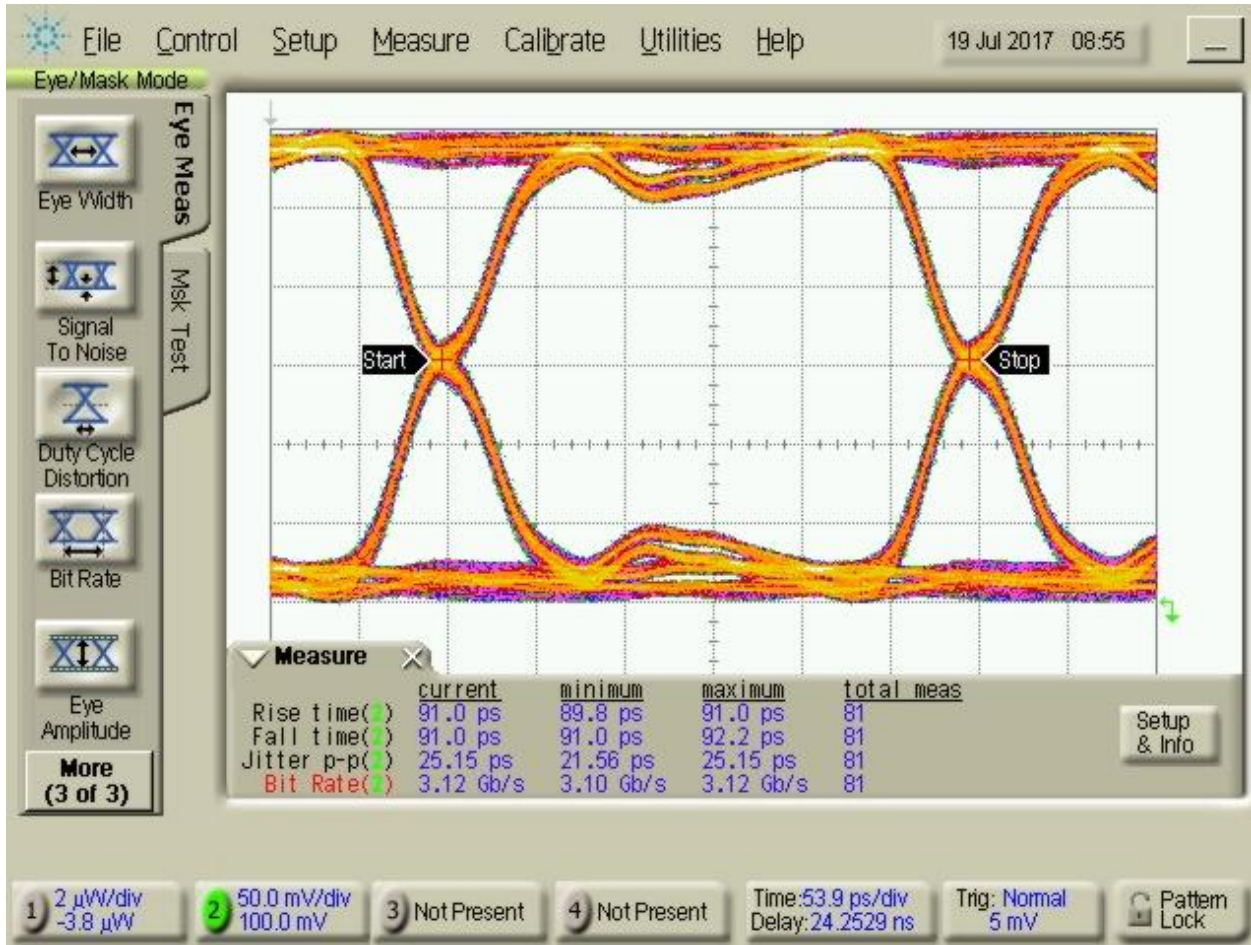 File Control Setup Measure Calibrate Utilities Help 19 Jul 2017 08:55
Eye/Mask Mode
Eye Meas
Msk Test
Eye Width
Signal
To Noise
Duty Cycle
Distortion
Bit Rate
Eye
Amplitude
More
(3 of 3)
Start
Stop
Measure
current minimum maximum total meas
Rise time(2) 91.0 ps 89.8 ps 91.0 ps 81
Fall time(2) 91.0 ps 91.0 ps 92.2 ps 81
Jitter p-p(2) 25.15 ps 21.56 ps 25.15 ps 81
Bit Rate(2) 3.12 Gb/s 3.10 Gb/s 3.12 Gb/s 81
Setup
& Info
1) 2 µW/div
-3.8 µW
2) 50.0 mV/div
100.0 mV
3) Not Present
4) Not Present
Time:53.9 ps/div
Delay:24.2529 ns
Trig: Normal
5 mV
Pattern
Lock